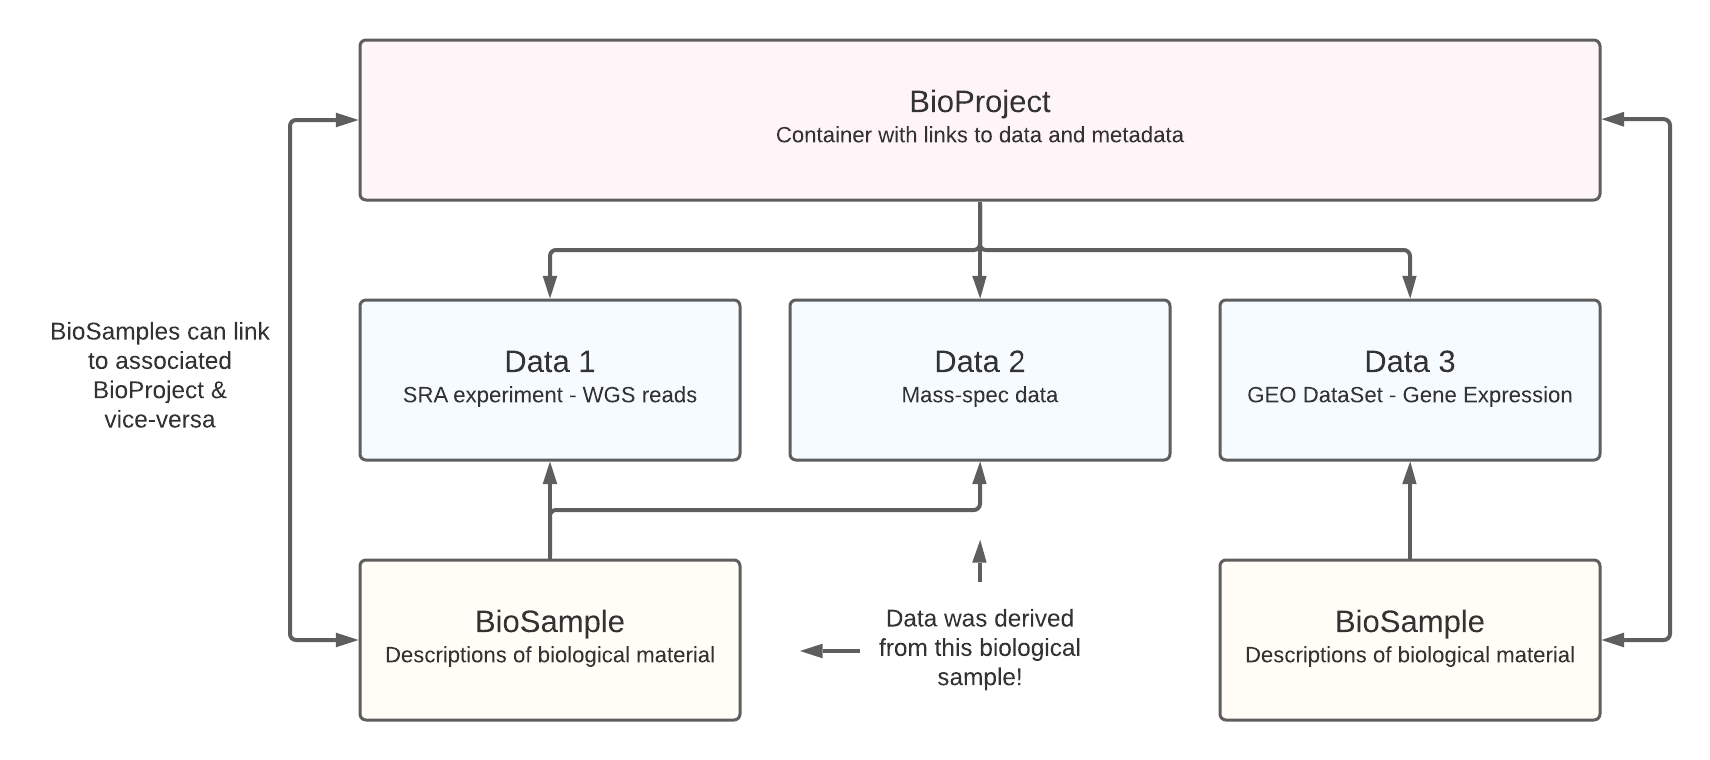 BioProject
Container with links to data and metadata
BioSamples can link
to associated
BioProject &
vice-versa
Data 1
SRA experiment - WGS reads
Data 2
Mass-spec data
Data 3
GEO DataSet - Gene Expression
BioSample
Descriptions of biological material
Data was derived
from this biological
sample!
BioSample
Descriptions of biological material